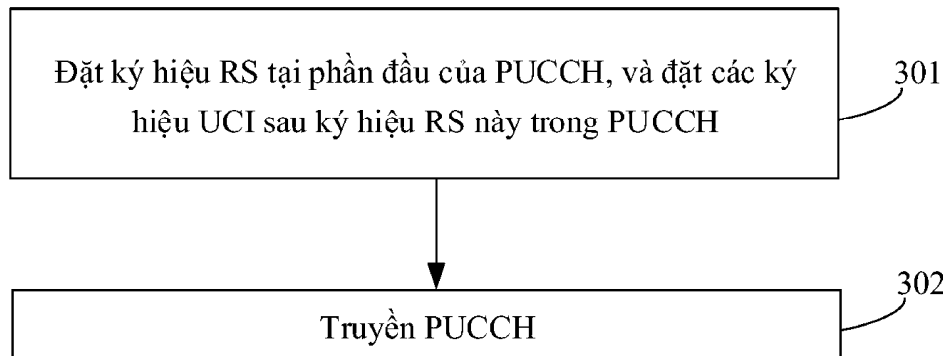 Đặt ký hiệu RS tại phần đầu của PUCCH, và đặt các ký
hiệu UCI sau ký hiệu RS này trong PUCCH
301
302
Truyền PUCCH